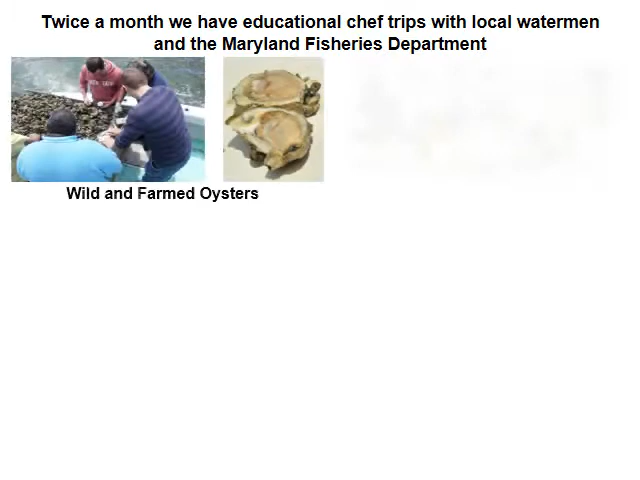 Twice a month we have educational chef trips with local watermen
and the Maryland Fisheries Department
Wild and Farmed Oysters